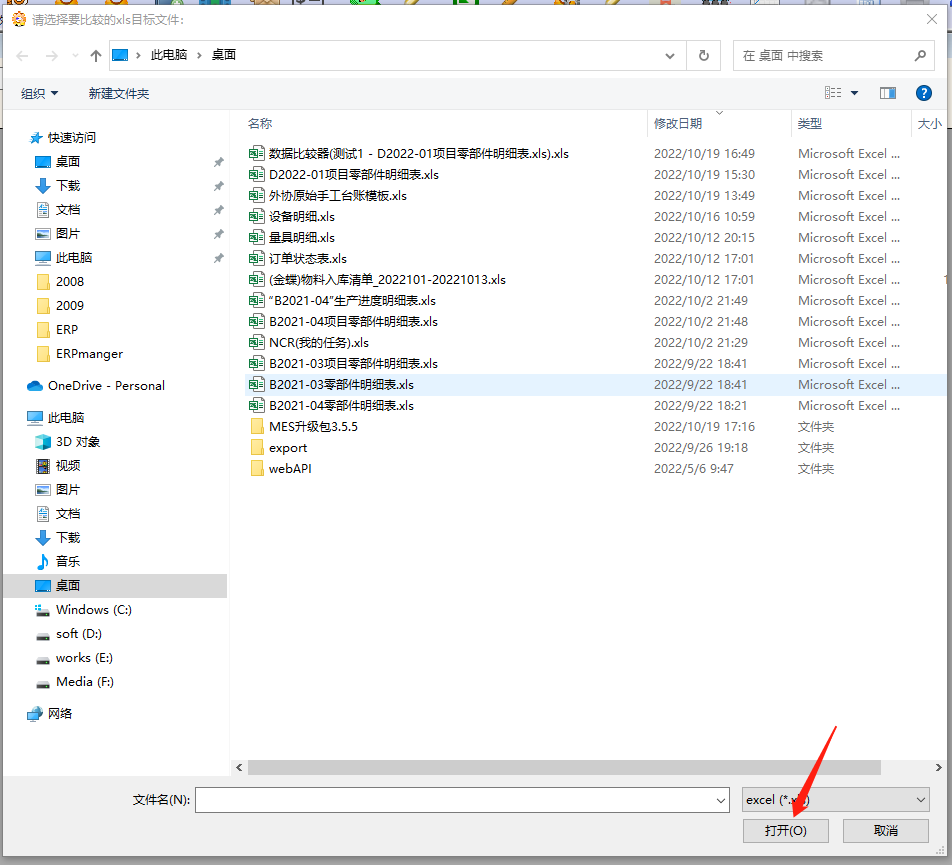 请选择要比较的xls目标文件:
此电脑 › 桌面
在 桌面 中搜索
组织 新建文件夹
名称 修改日期 类型 大小
快速访问
桌面
下载
文档
图片
此电脑
2008
2009
ERP
ERPmanger
OneDrive - Personal
此电脑
3D 对象
视频
图片
文档
下载
音乐
桌面
Windows (C:)
soft (D:)
works (E:)
Media (F:)
网络
数据比较器(测试1 - D2022-01项目零部件明细表.xls).xls 2022/10/19 16:49 Microsoft Excel ...
D2022-01项目零部件明细表.xls 2022/10/19 15:30 Microsoft Excel ...
外协原始手工台账模板.xls 2022/10/19 13:49 Microsoft Excel ...
设备明细.xls 2022/10/16 10:59 Microsoft Excel ...
量具明细.xls 2022/10/12 20:15 Microsoft Excel ...
订单状态表.xls 2022/10/12 17:01 Microsoft Excel ...
(金蝶)物料入库清单_2022101-20221013.xls 2022/10/12 17:01 Microsoft Excel ...
“B2021-04”生产进度明细表.xls 2022/10/2 21:49 Microsoft Excel ...
B2021-04项目零部件明细表.xls 2022/10/2 21:48 Microsoft Excel ...
NCR(我的任务).xls 2022/10/2 21:29 Microsoft Excel ...
B2021-03项目零部件明细表.xls 2022/9/22 18:41 Microsoft Excel ...
B2021-03零部件明细表.xls 2022/9/22 18:41 Microsoft Excel ...
B2021-04零部件明细表.xls 2022/9/22 18:21 Microsoft Excel ...
MES升级包3.5.5 2022/10/19 17:16 文件夹
export 2022/9/26 19:18 文件夹
webAPI 2022/5/6 9:47 文件夹
文件名(N): excel (*.xls)
打开(O) 取消